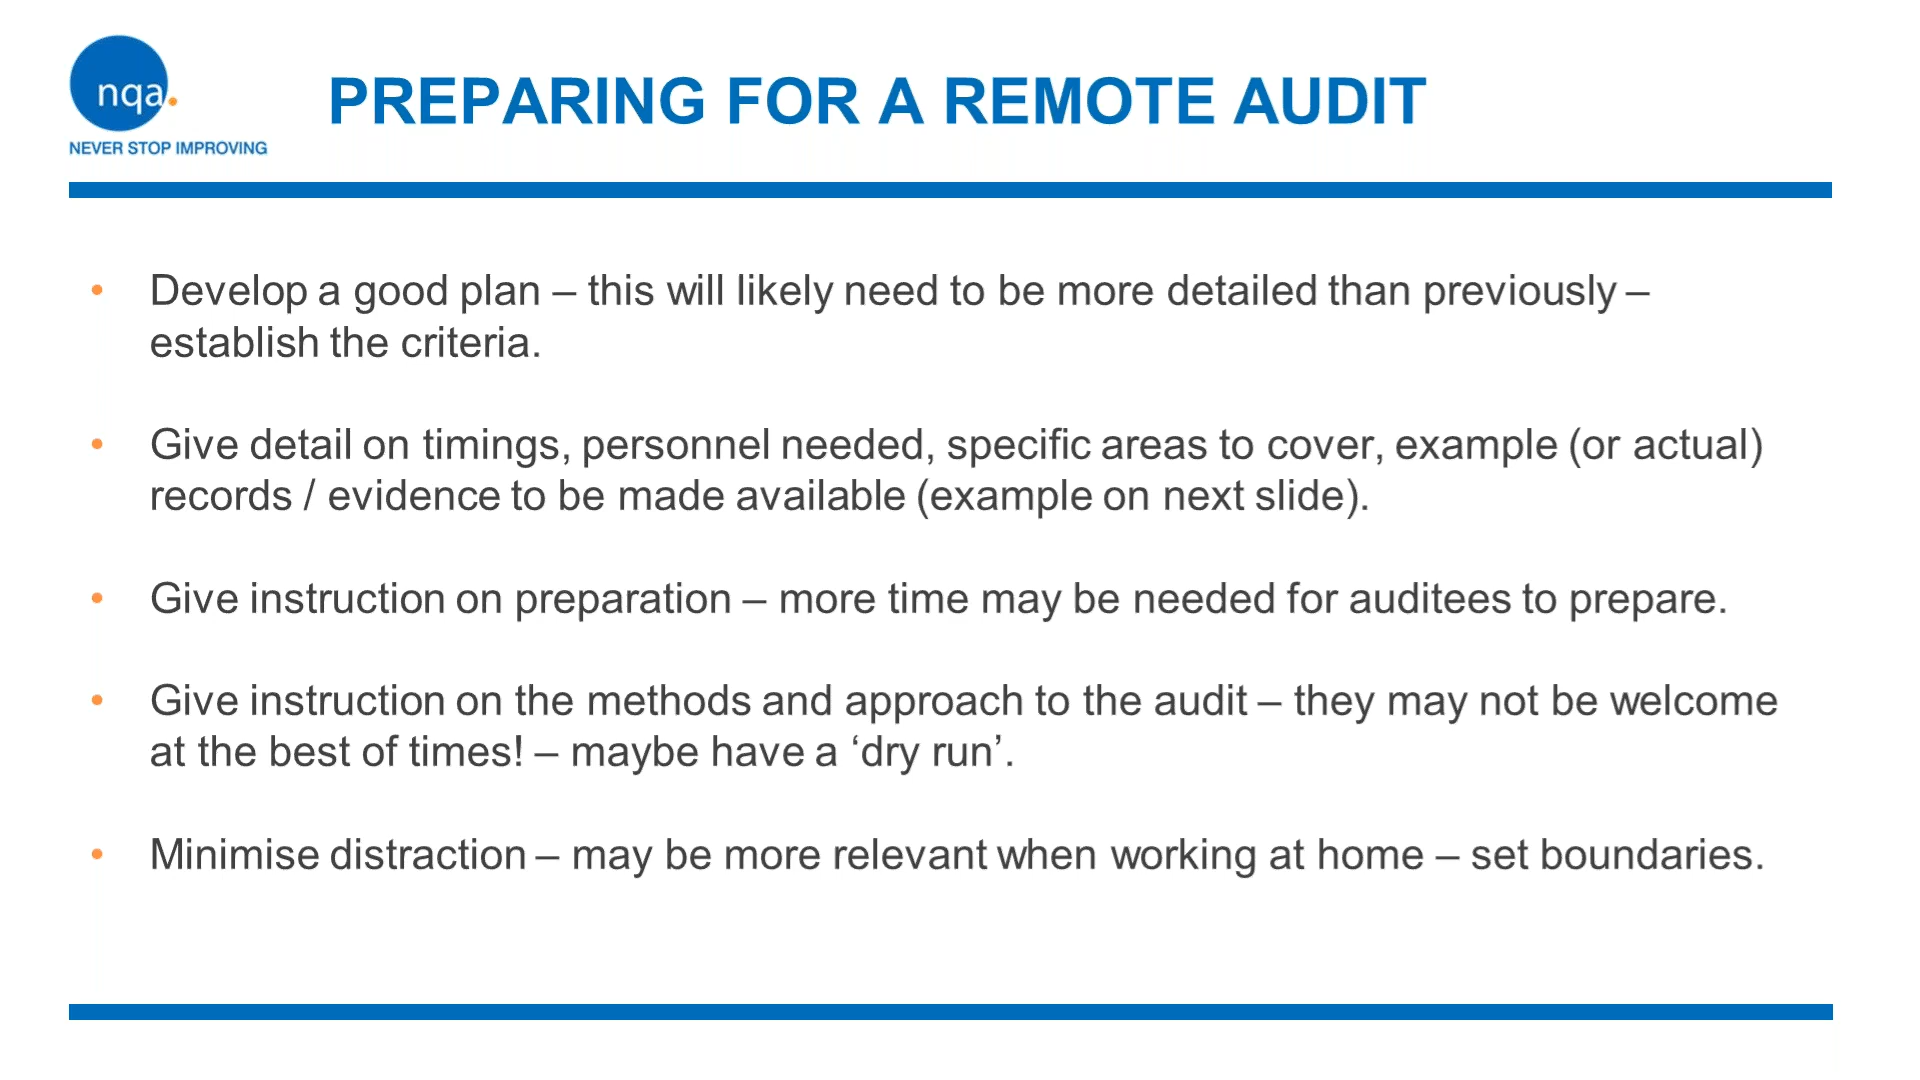 nqa.
NEVER STOP IMPROVING
PREPARING FOR A REMOTE AUDIT
• Develop a good plan – this will likely need to be more detailed than previously –
establish the criteria.
• Give detail on timings, personnel needed, specific areas to cover, example (or actual)
records / evidence to be made available (example on next slide).
• Give instruction on preparation – more time may be needed for auditees to prepare.
• Give instruction on the methods and approach to the audit – they may not be welcome
at the best of times! – maybe have a ‘dry run’.
• Minimise distraction – may be more relevant when working at home – set boundaries.